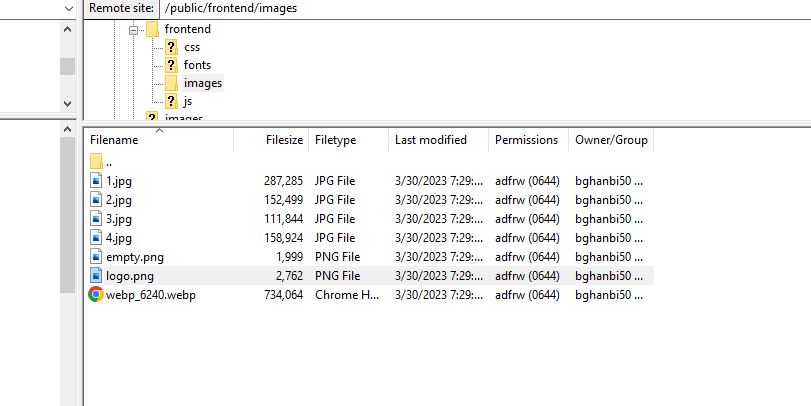 Remote site: /public/frontend/images
frontend
css
fonts
images
js
images
Filename Filesize Filetype Last modified Permissions Owner/Group
..
1.jpg 287,285 JPG File 3/30/2023 7:29:... adfrw (0644) bghanbi50 ...
2.jpg 152,499 JPG File 3/30/2023 7:29:... adfrw (0644) bghanbi50 ...
3.jpg 111,844 JPG File 3/30/2023 7:29:... adfrw (0644) bghanbi50 ...
4.jpg 158,924 JPG File 3/30/2023 7:29:... adfrw (0644) bghanbi50 ...
empty.png 1,999 PNG File 3/30/2023 7:29:... adfrw (0644) bghanbi50 ...
logo.png 2,762 PNG File 3/30/2023 7:29:... adfrw (0644) bghanbi50 ...
webp_6240.webp 734,064 Chrome H... 3/30/2023 7:29:... adfrw (0644) bghanbi50 ...